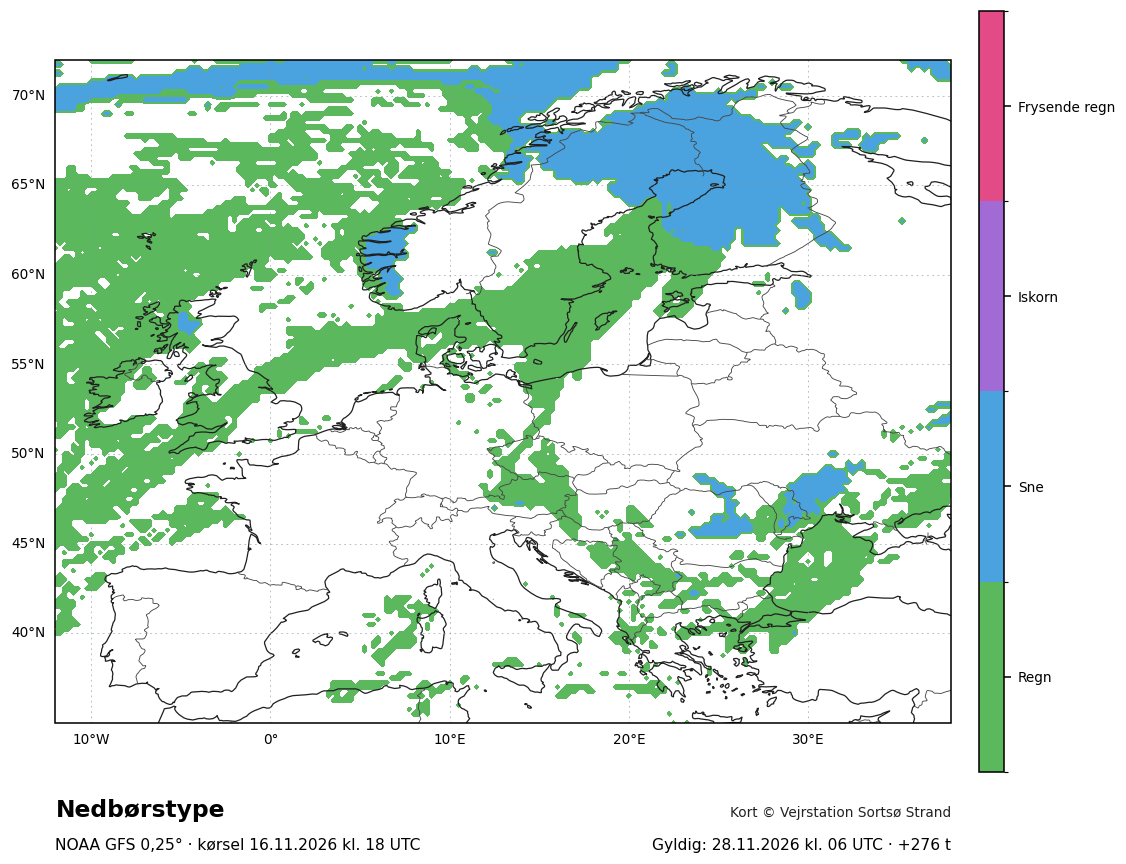 70°N
65°N
60°N
55°N
50°N
45°N
40°N
10°W
0°
10°E
20°E
30°E
Frysende regn
Iskorn
Sne
Regn
Nedbørstype
Kort © Vejrstation Sortsø Strand
NOAA GFS 0,25° · kørsel 16.11.2026 kl. 18 UTC
Gyldig: 28.11.2026 kl. 06 UTC · +276 t